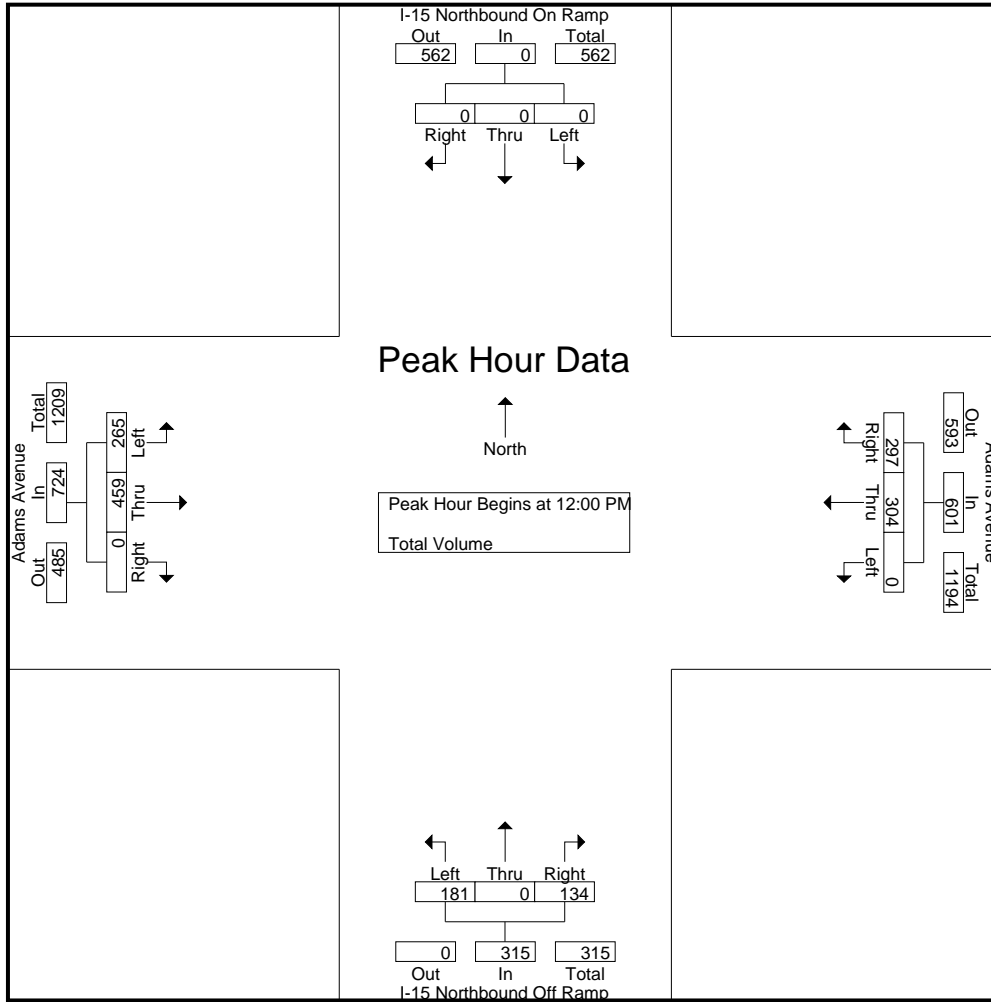 I-15 Northbound On Ramp
Out In Total
562 0 562
0 0 0
Right Thru Left
Peak Hour Data
North
Peak Hour Begins at 12:00 PM
Total Volume
Adams Avenue
Out In Total
485 724 1209
265 459 0
Left Thru Right
Adams Avenue
Out In Total
593 601 1194
297 304 0
Right Thru Left
Left Thru Right
181 0 134
0 315 315
Out In Total
I-15 Northbound Off Ramp